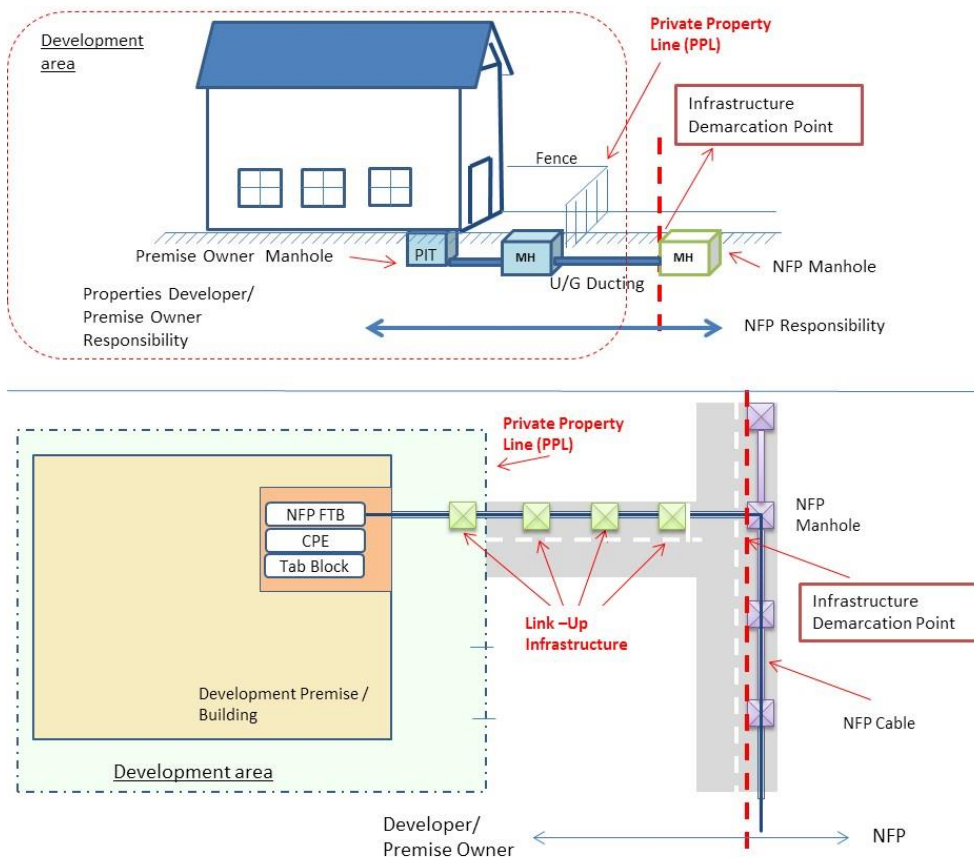 Development
area
Private Property
Line (PPL)
Infrastructure
Demarcation Point
Fence
Premise Owner Manhole
PIT
MH
MH
NFP Manhole
U/G Ducting
Properties Developer/
Premise Owner
Responsibility
NFP Responsibility
Private Property
Line (PPL)
NFP FTB
CPE
Tab Block
NFP
Manhole
Link –Up
Infrastructure
Infrastructure
Demarcation Point
Development Premise /
Building
NFP Cable
Development area
Developer/
Premise Owner
NFP